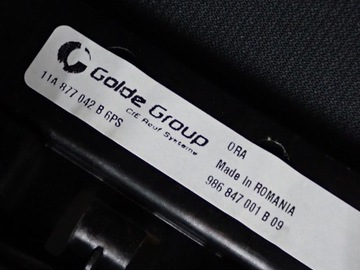 Golde Group
CIE Roof Systems
11A 877 042 B 6PS
ORA
Made in ROMANIA
986 847 001 B 09